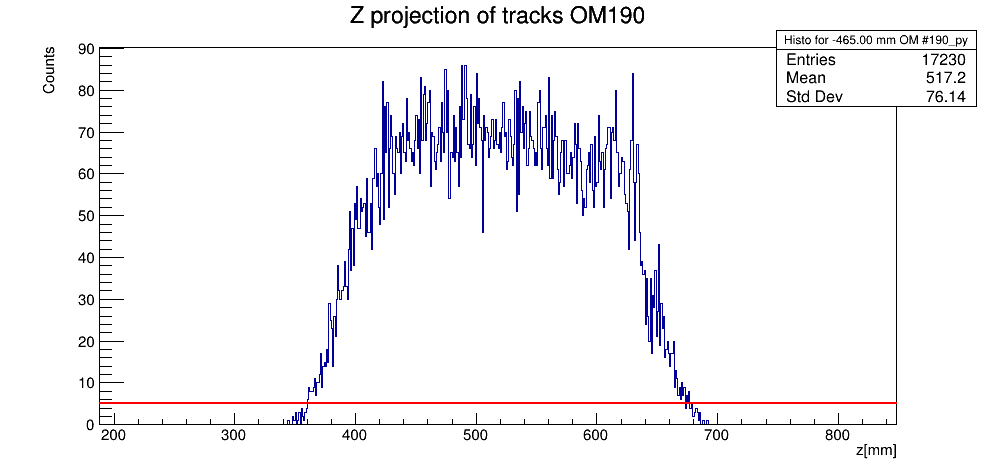 Z projection of tracks OM190
Histo for -465.00 mm OM #190_py
Entries 17230
Mean 517.2
Std Dev 76.14
Counts
90
80
70
60
50
40
30
20
10
0
200 300 400 500 600 700 800
z[mm]